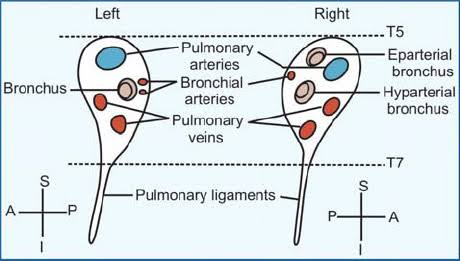 Left
Right
T5
Pulmonary
arteries
Eparterial
bronchus
Bronchus
Bronchial
arteries
Hyparterial
bronchus
Pulmonary
veins
T7
Pulmonary ligaments
S
A
P
I
S
P
A
I